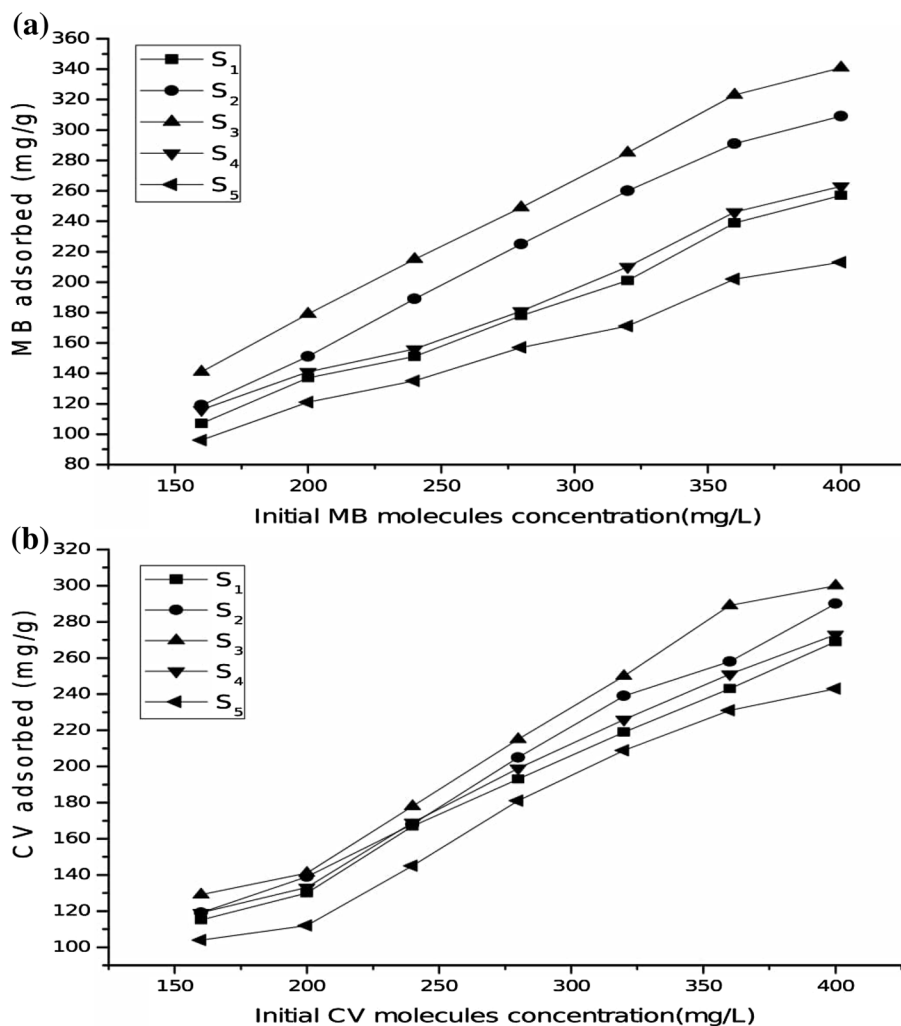 (a)
360
340
320
300
280
260
240
220
200
180
160
140
120
100
80
MB adsorbed (mg/g)
S1
S2
S3
S4
S5
150 200 250 300 350 400
Initial MB molecules concentration(mg/L)
(b)
320
300
280
260
240
220
200
180
160
140
120
100
CV adsorbed (mg/g)
S1
S2
S3
S4
S5
150 200 250 300 350 400
Initial CV molecules concentration(mg/L)